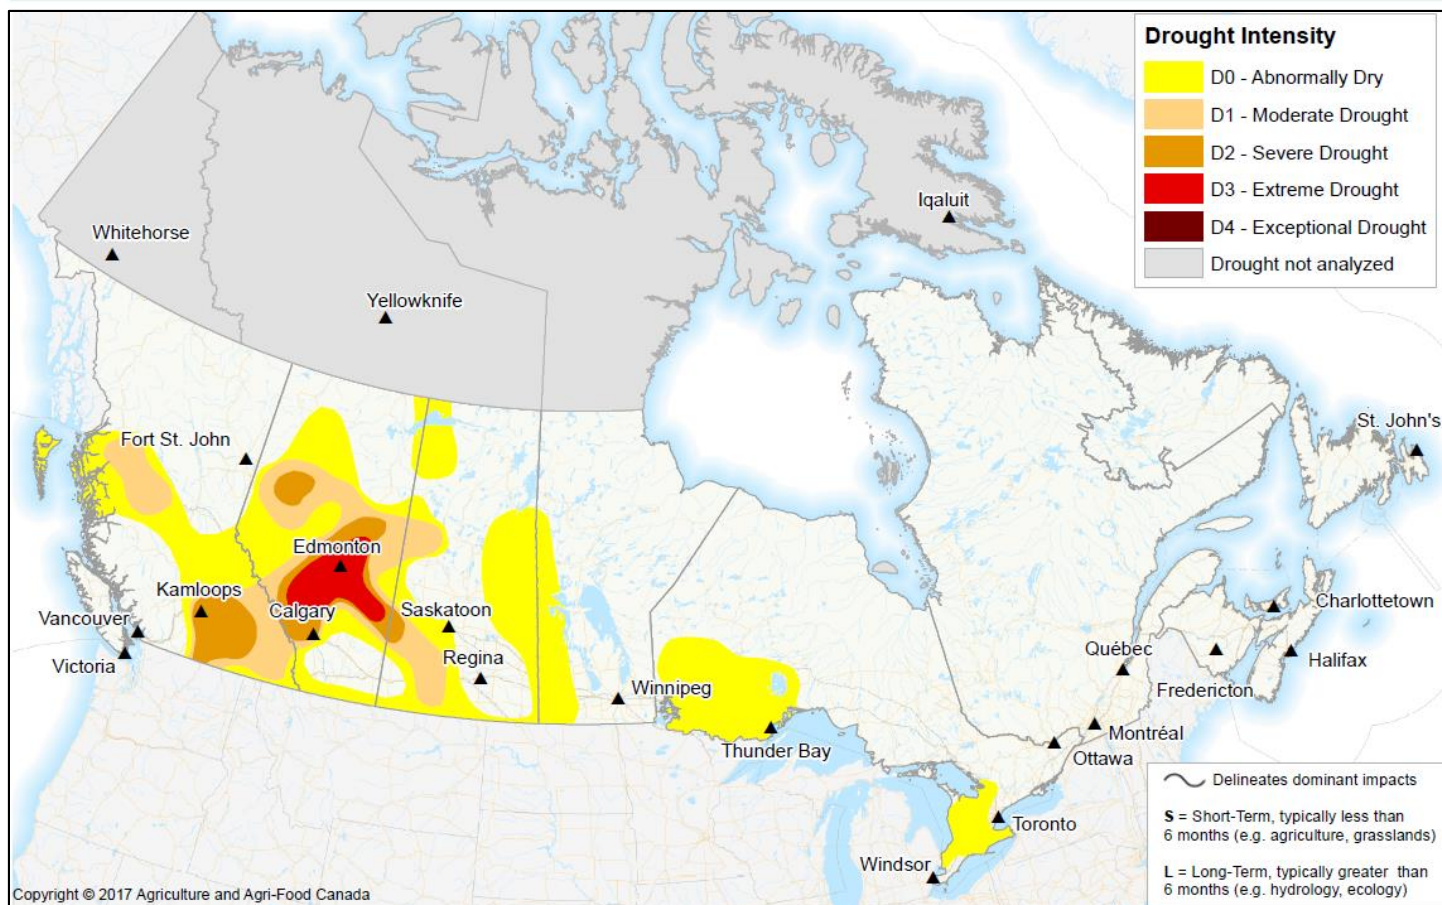 Drought Intensity
D0 - Abnormally Dry
D1 - Moderate Drought
D2 - Severe Drought
D3 - Extreme Drought
D4 - Exceptional Drought
Drought not analyzed
Iqaluit
Whitehorse
Yellowknife
St. John's
Fort St. John
Edmonton
Kamloops
Calgary
Saskatoon
Vancouver
Charlottetown
Victoria
Regina
Québec
Halifax
Winnipeg
Fredericton
Montréal
Thunder Bay
Ottawa
Toronto
Windsor
Delineates dominant impacts
S = Short-Term, typically less than
6 months (e.g. agriculture, grasslands)
L = Long-Term, typically greater than
6 months (e.g. hydrology, ecology)
Copyright © 2017 Agriculture and Agri-Food Canada